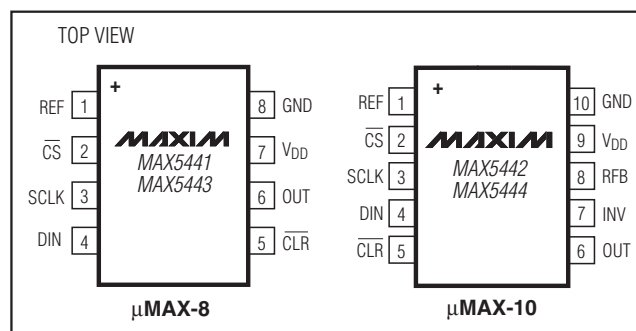 TOP VIEW
REF 1
CS 2
SCLK 3
DIN 4
+
MAXIM
MAX5441
MAX5443
8 GND
7 VDD
6 OUT
5 CLR
μMAX-8
REF 1
CS 2
SCLK 3
DIN 4
CLR 5
+
MAXIM
MAX5442
MAX5444
10 GND
9 VDD
8 RFB
7 INV
6 OUT
μMAX-10